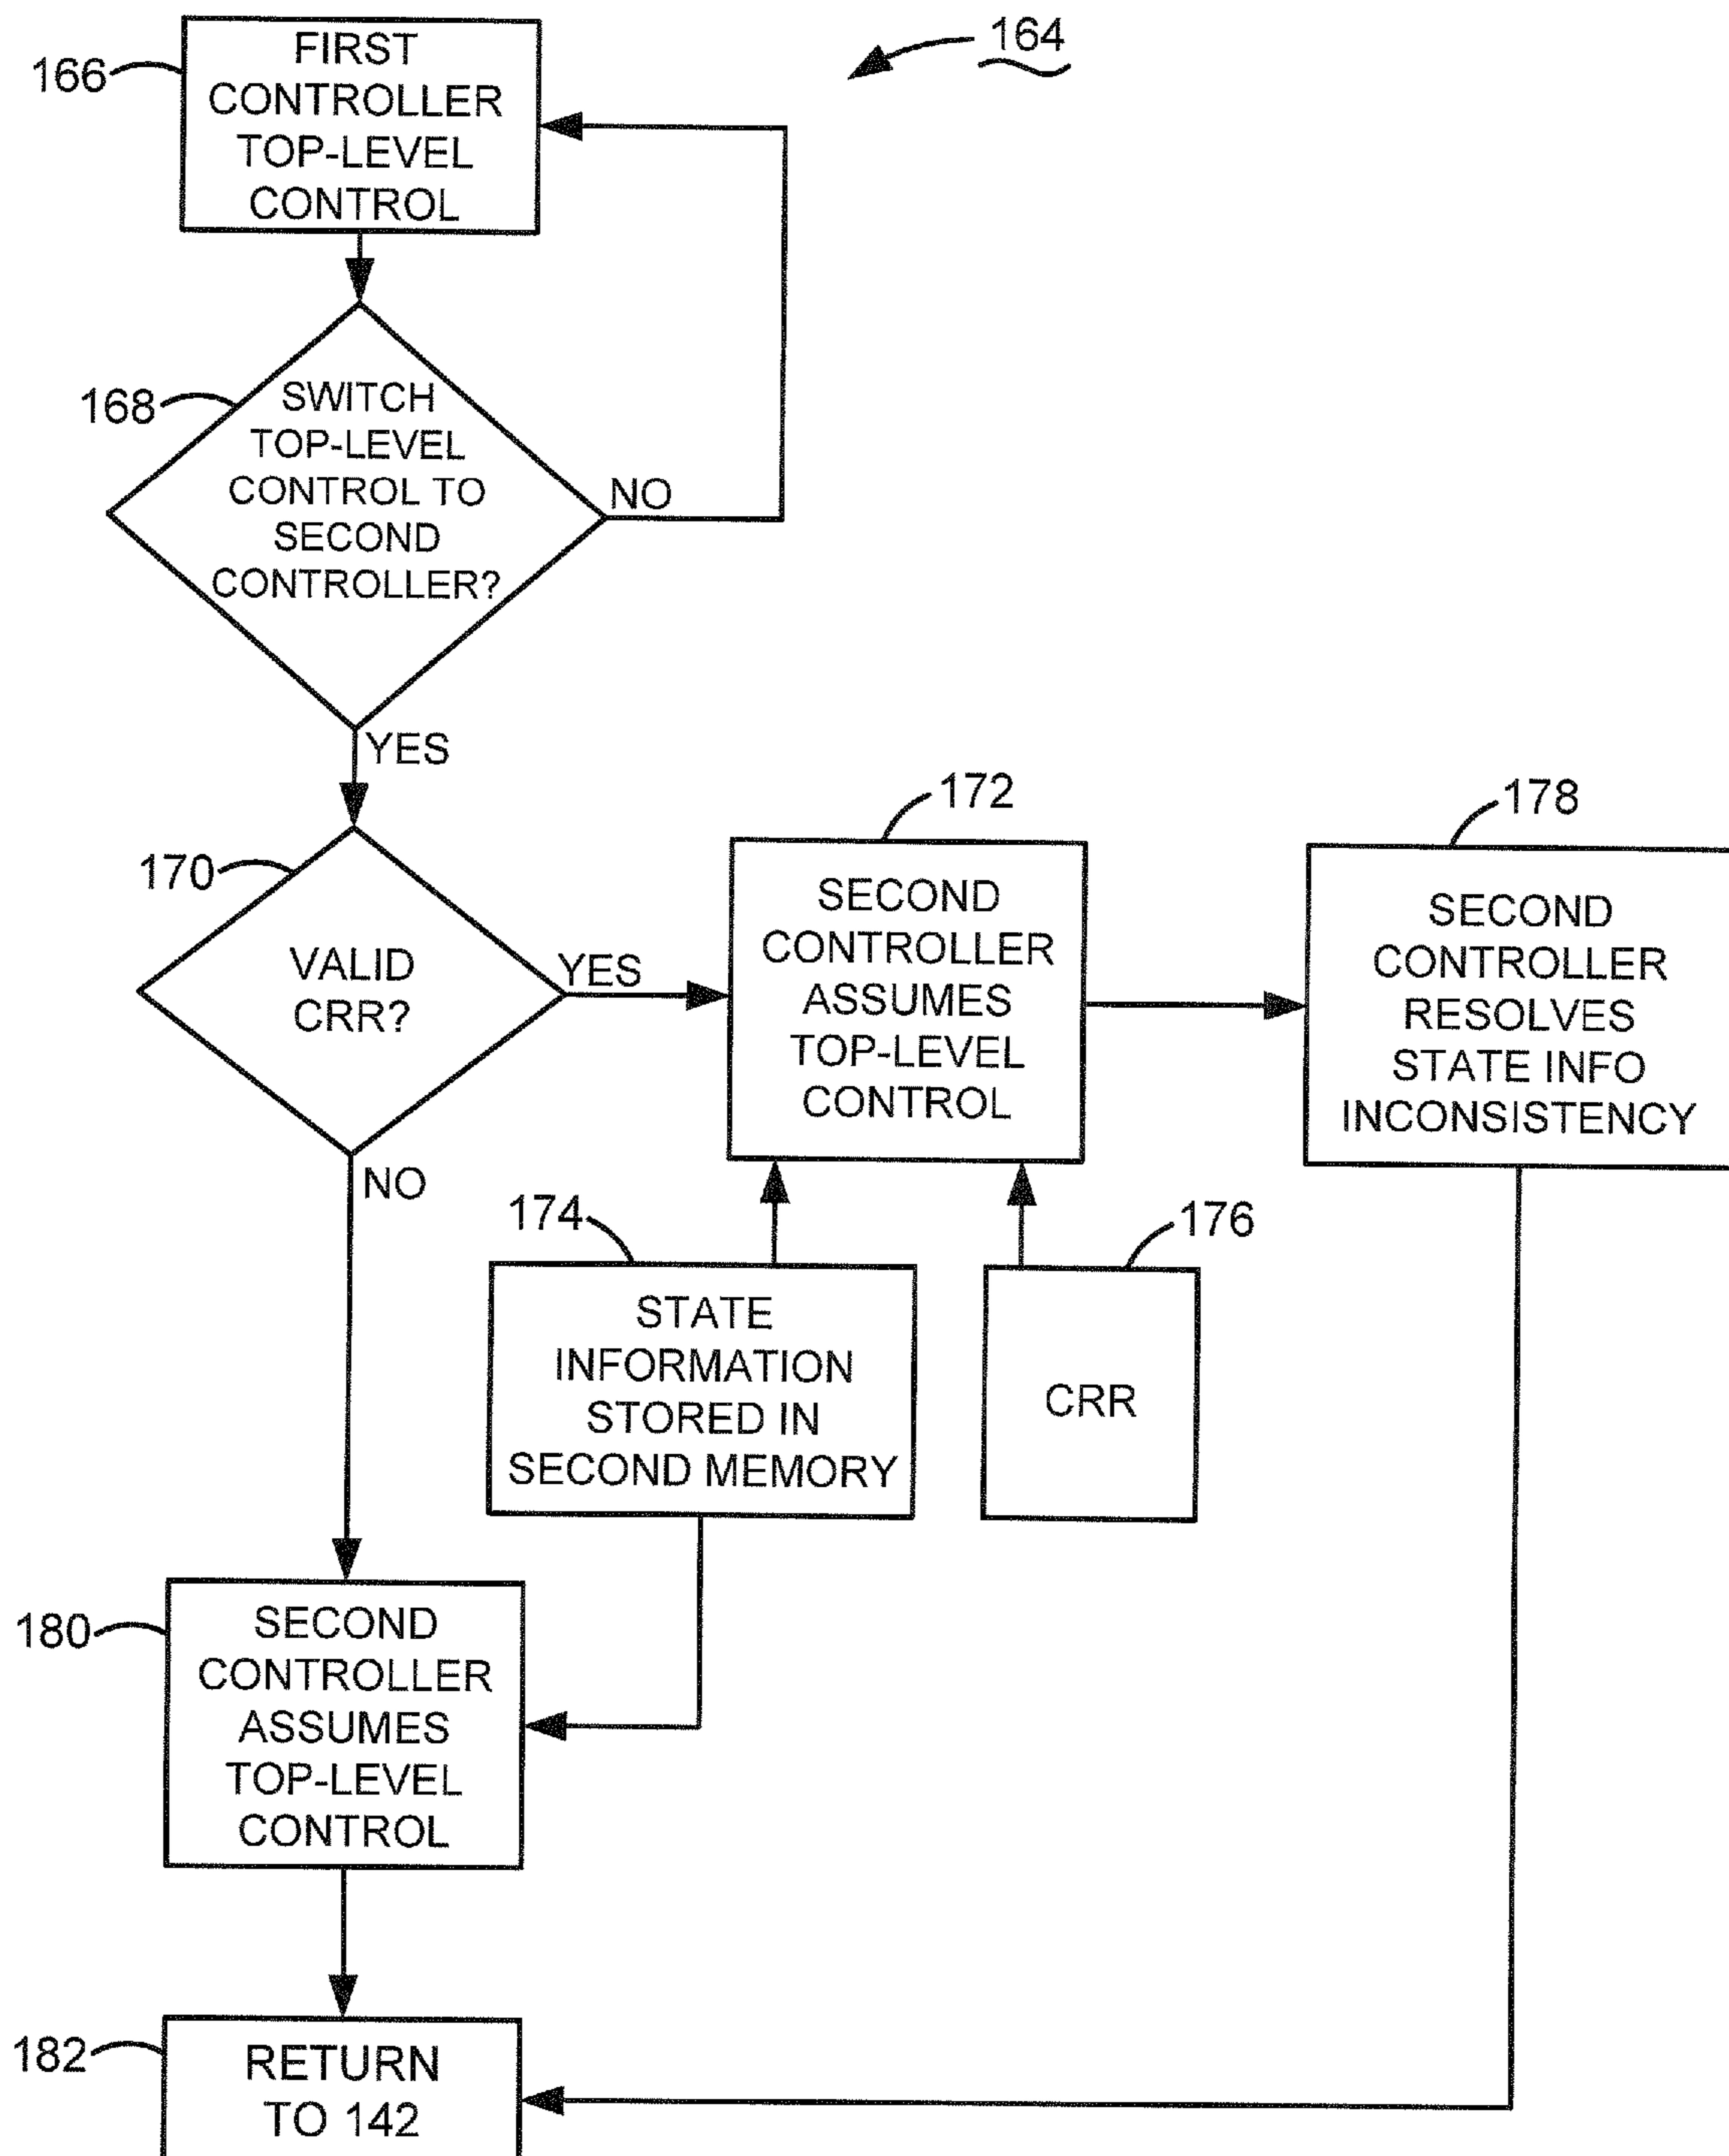 164
166
FIRST
CONTROLLER
TOP-LEVEL
CONTROL
168
SWITCH
TOP-LEVEL
CONTROL TO
SECOND
CONTROLLER?
NO
YES
170
VALID
CRR?
YES
NO
172
SECOND
CONTROLLER
ASSUMES
TOP-LEVEL
CONTROL
178
SECOND
CONTROLLER
RESOLVES
STATE INFO
INCONSISTENCY
174
STATE
INFORMATION
STORED IN
SECOND MEMORY
176
CRR
180
SECOND
CONTROLLER
ASSUMES
TOP-LEVEL
CONTROL
182
RETURN
TO 142